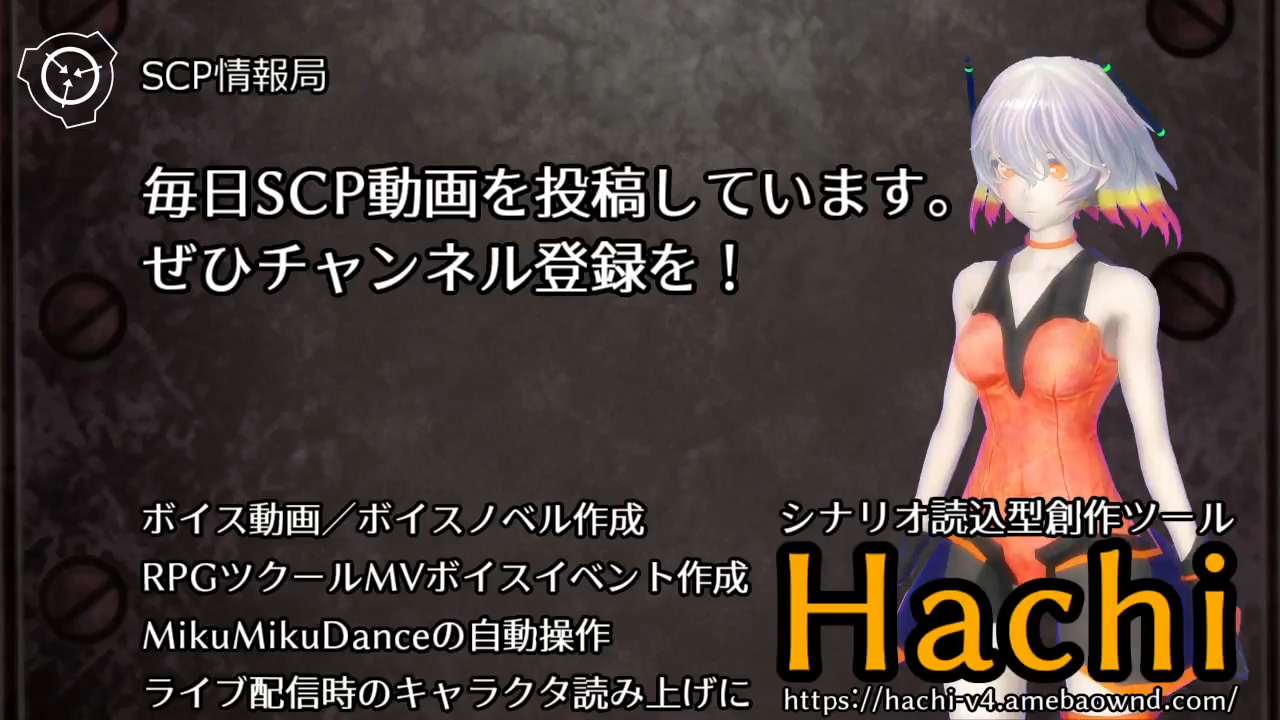 SCP情報局
毎日SCP動画を投稿しています。
ぜひチャンネル登録を！
ボイス動画／ボイスノベル作成
RPGツクールMVボイスイベント作成
MikuMikuDanceの自動操作
ライブ配信時のキャラクタ読み上げに
シナリオ読込型創作ツール
Hachi
https://hachi-v4.amebaownd.com/